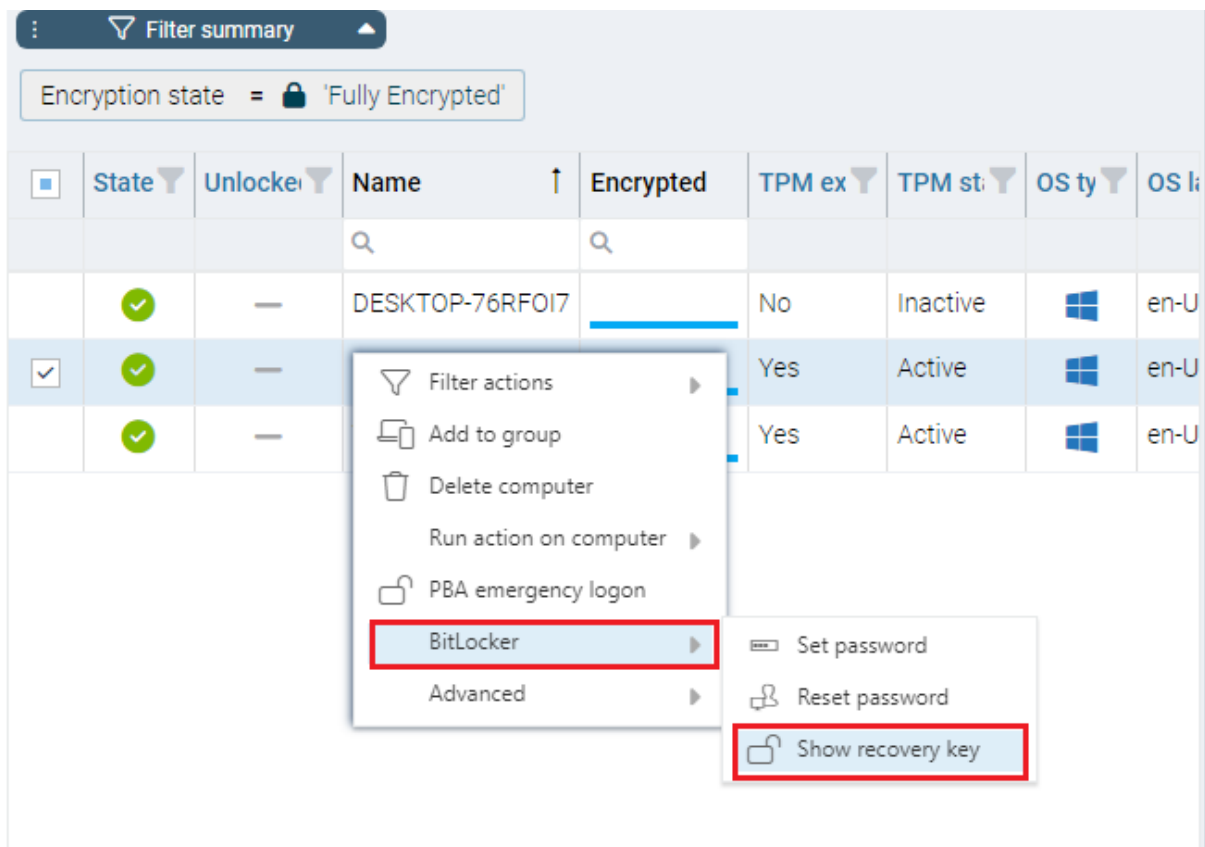 Filter summary
Encryption state = 'Fully Encrypted'
State Unlocke Name Encrypted TPM ex TPM st OS ty OS l
DESKTOP-76RFOI7 No Inactive en-U
Yes Active en-U
Yes Active en-U
Filter actions
Add to group
Delete computer
Run action on computer
PBA emergency logon
BitLocker
Advanced
Set password
Reset password
Show recovery key